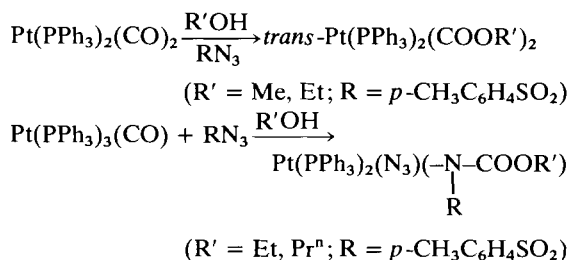 Pt(PPh₃)₂(CO)₂ R'OH RN₃ → trans-Pt(PPh₃)₂(COOR')₂
(R' = Me, Et; R = p-CH3C₆H₄SO₂)
Pt(PPh₃)₃(CO) + RN₃ R'OH →
Pt(PPh₃)₂(N₃)(–N–COOR')
R
(R' = Et, Prⁿ; R = p-CH3C₆H₄SO₂)